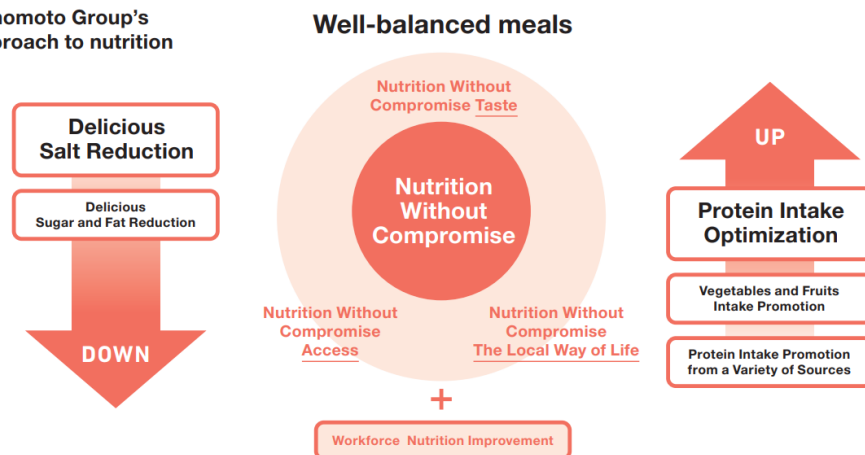 nomoto Group's
proach to nutrition
Well-balanced meals
Delicious
Salt Reduction
Delicious
Sugar and Fat Reduction
DOWN
Nutrition Without
Compromise Taste
Nutrition
Without
Compromise
Nutrition Without
Compromise
Access
Nutrition Without
Compromise
The Local Way of Life
+
Workforce Nutrition Improvement
UP
Protein Intake
Optimization
Vegetables and Fruits
Intake Promotion
Protein Intake Promotion
from a Variety of Sources